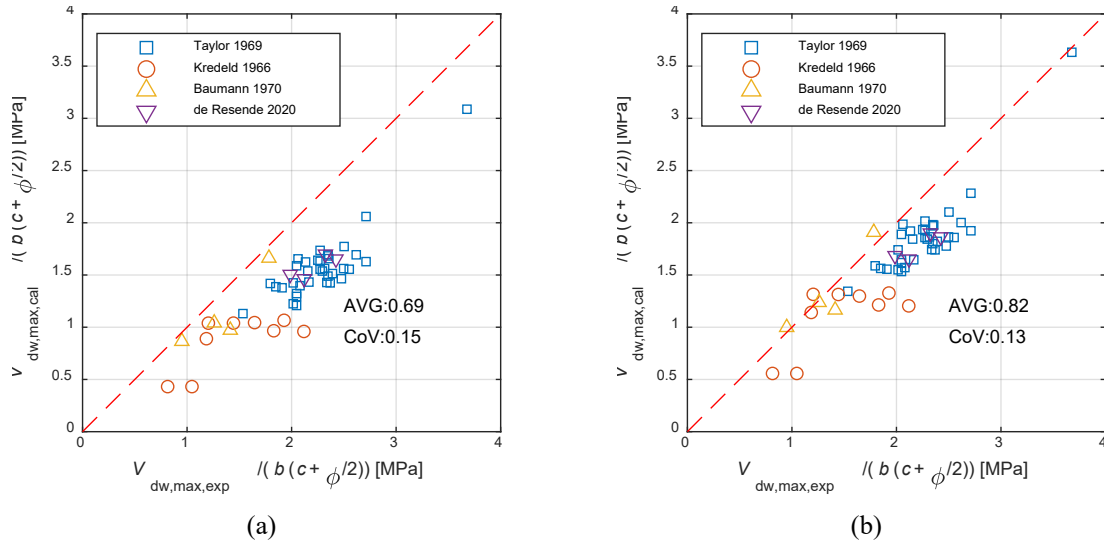 4
3.5
3
2.5
2
1.5
1
0.5
0
0
1
2
3
4
Taylor 1969
Kredeld 1966
Baumann 1970
de Resende 2020
AVG:0.69
CoV:0.15
v dw,max,cal /( b ( c + ϕ/2)) [MPa]
V dw,max,exp /( b ( c + ϕ/2)) [MPa]
(a)
4
3.5
3
2.5
2
1.5
1
0.5
0
0
1
2
3
4
Taylor 1969
Kredeld 1966
Baumann 1970
de Resende 2020
AVG:0.82
CoV:0.13
v dw,max,cal /( b ( c + ϕ/2)) [MPa]
V dw,max,exp /( b ( c + ϕ/2)) [MPa]
(b)